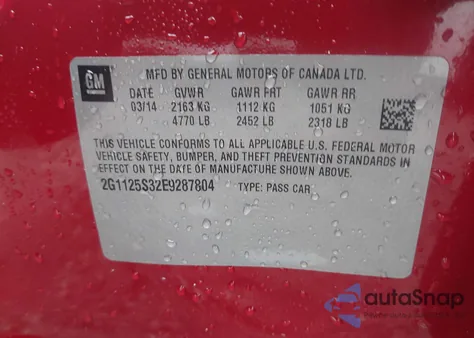 GM
MFD BY GENERAL MOTORS OF CANADA LTD.
DATE GVWR GAWR FRT GAWR RR
03/14 2163 KG 1112 KG 1051 KG
4770 LB 2452 LB 2318 LB
THIS VEHICLE CONFORMS TO ALL APPLICABLE U.S. FEDERAL MOTOR
VEHICLE SAFETY, BUMPER, AND THEFT PREVENTION STANDARDS IN
EFFECT ON THE DATE OF MANUFACTURE SHOWN ABOVE.
2G1125S3ZE9287804 TYPE: PASS CAR
autaSnap